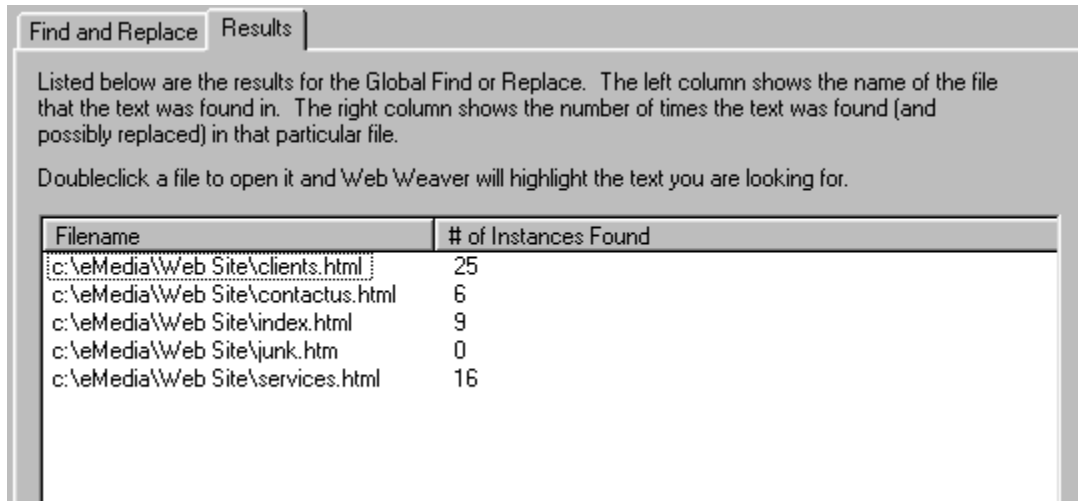 Find and Replace Results
Listed below are the results for the Global Find or Replace.  The left column shows the name of the file
that the text was found in.  The right column shows the number of times the text was found (and
possibly replaced) in that particular file.
Doubleclick a file to open it and Web Weaver will highlight the text you are looking for.
Filename # of Instances Found
c:\eMedia\Web Site\clients.html 25
c:\eMedia\Web Site\contactus.html 6
c:\eMedia\Web Site\index.html 9
c:\eMedia\Web Site\junk.htm 0
c:\eMedia\Web Site\services.html 16